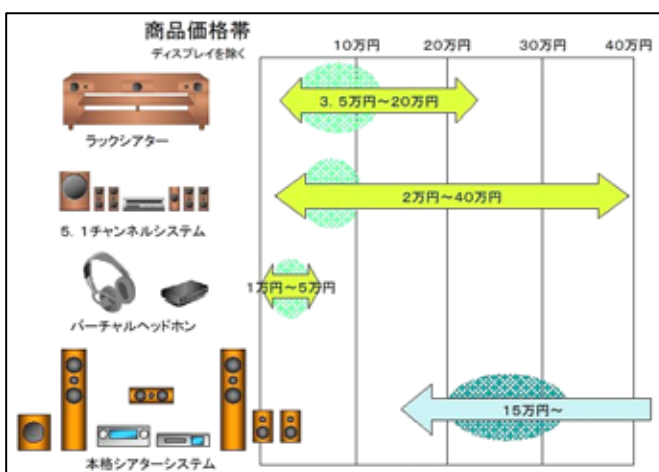 商品価格帯
ディスプレイを除く
10万円 20万円 30万円 40万円
3．5万円～20万円
ラックシアター
2万円～40万円
5．1チャンネルシステム
1万円～5万円
バーチャルヘッドホン
15万円～
本格シアターシステム